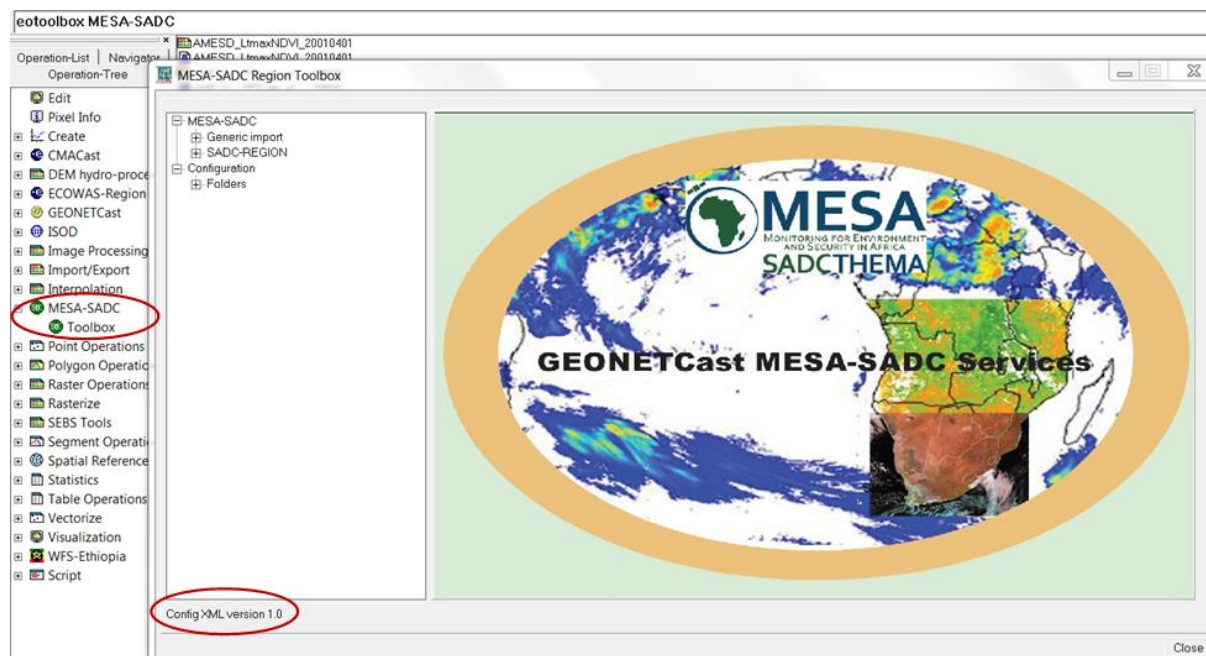 eotoolbox MESA-SADC
AMESD_LtmaxNDVI_20010401
Operation-List Navigator AMESD_LtmaxNDVI_20010401
Operation-Tree
MESA-SADC Region Toolbox
Edit
Pixel Info
Create
CMACast
DEM hydro-proce
ECOWAS-Region
GEONETCast
ISOD
Image Processing
Import/Export
Interpolation
MESA-SADC
Toolbox
Point Operations
Polygon Operatio
Raster Operations
Rasterize
SEBS Tools
Segment Operati
Spatial Reference
Statistics
Table Operations
Vectorize
Visualization
WFS-Ethiopia
Script
MESA-SADC
Generic import
SADC-REGION
Configuration
Folders
MESA
MONITORING FOR ENVIRONMENT
AND SECURITY IN AFRICA
SADCTHEMA
GEONETCast MESA-SADC Services
Config XML version 1.0
Close